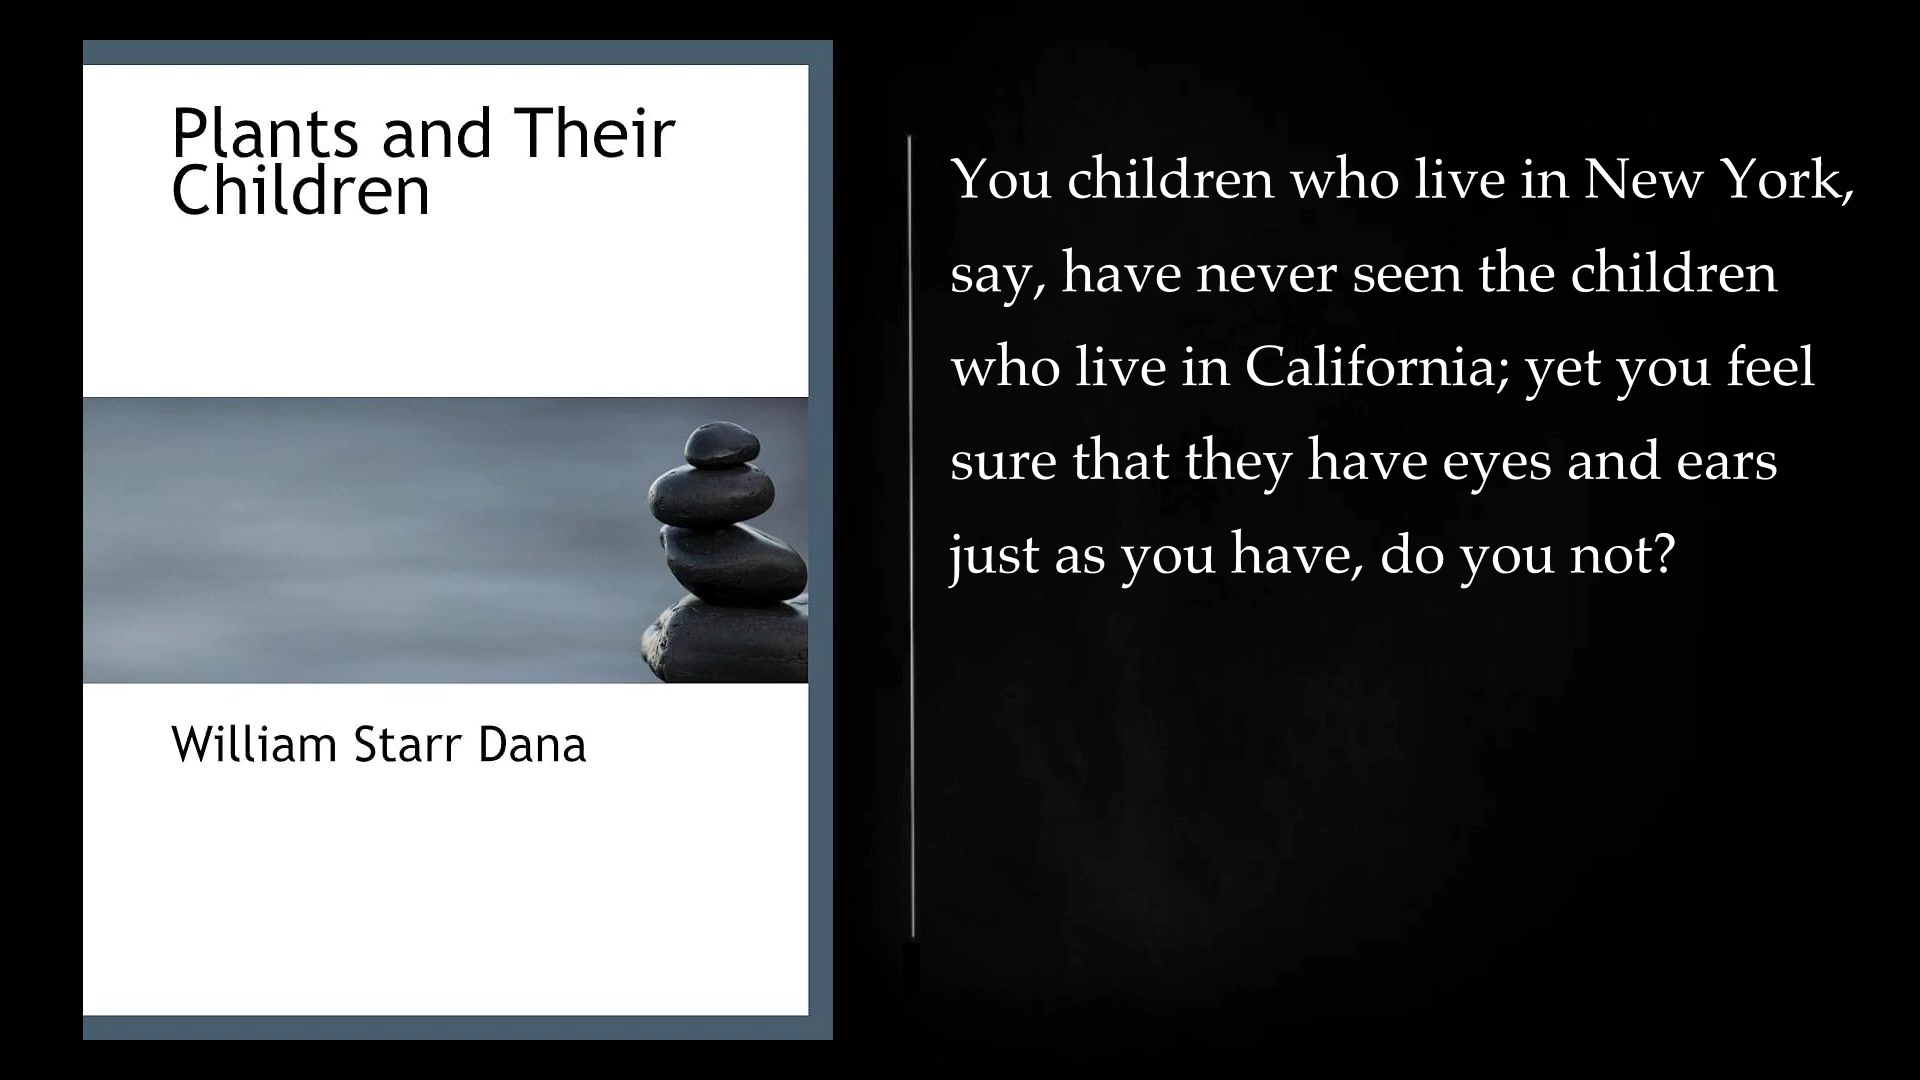 Plants and Their
Children
William Starr Dana
You children who live in New York,
say, have never seen the children
who live in California; yet you feel
sure that they have eyes and ears
just as you have, do you not?